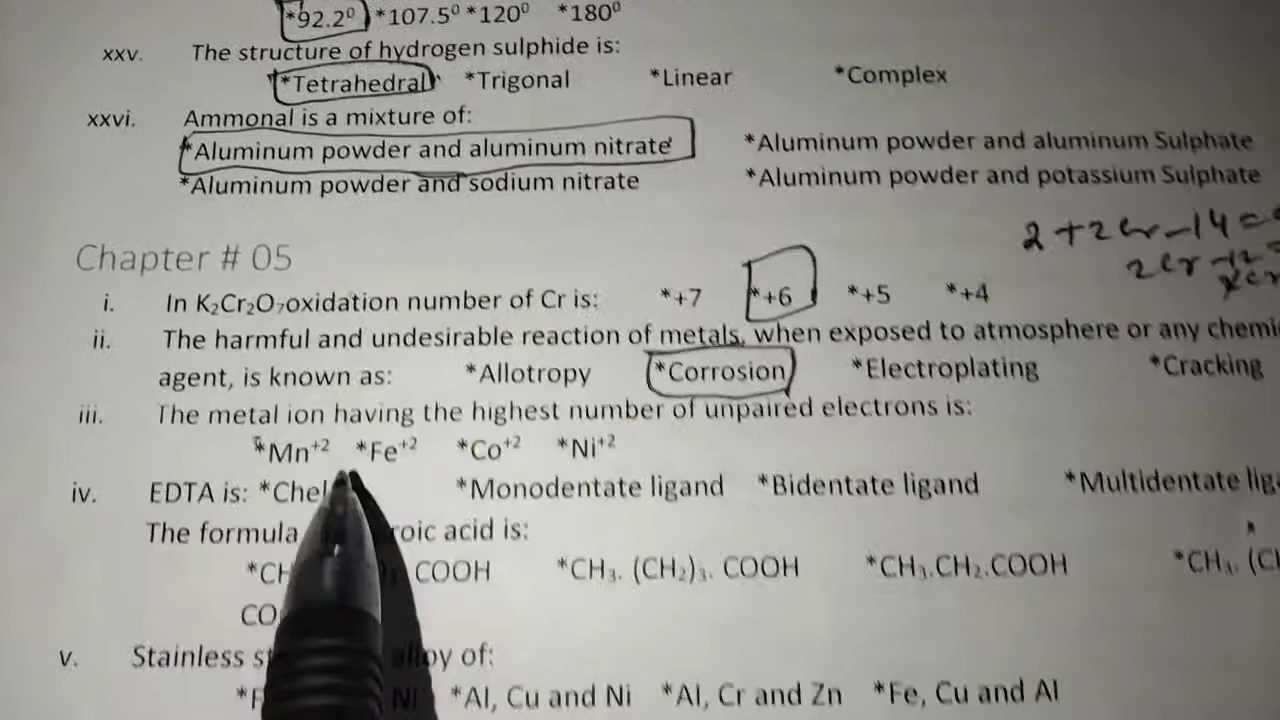 *92.2⁰ *107.5⁰ *120⁰ *180⁰
xxv. The structure of hydrogen sulphide is:
*Tetrahedral *Trigonal *Linear *Complex
xxvi. Ammonal is a mixture of:
*Aluminum powder and aluminum nitrate *Aluminum powder and aluminum Sulphate
*Aluminum powder and sodium nitrate *Aluminum powder and potassium Sulphate
2+2Cr-14=
Chapter # 05
2Cr-12=
i. In K₂Cr₂O₇oxidation number of Cr is: *+7 *+6 *+5 *+4
ii. The harmful and undesirable reaction of metals, when exposed to atmosphere or any chemi
agent, is known as: *Allotropy *Corrosion *Electroplating *Cracking
iii. The metal ion having the highest number of unpaired electrons is:
*Mn⁺² *Fe⁺² *Co⁺² *Ni⁺²
iv. EDTA is: *Chel *Monodentate ligand *Bidentate ligand *Multidentate lig
The formula roic acid is:
*CH COOH *CH₃. (CH₂)₃. COOH *CH₃.CH₂.COOH *CH₃. (C
CO
v. Stainless s alloy of:
*F Ni *Al, Cu and Ni *Al, Cr and Zn *Fe, Cu and Al